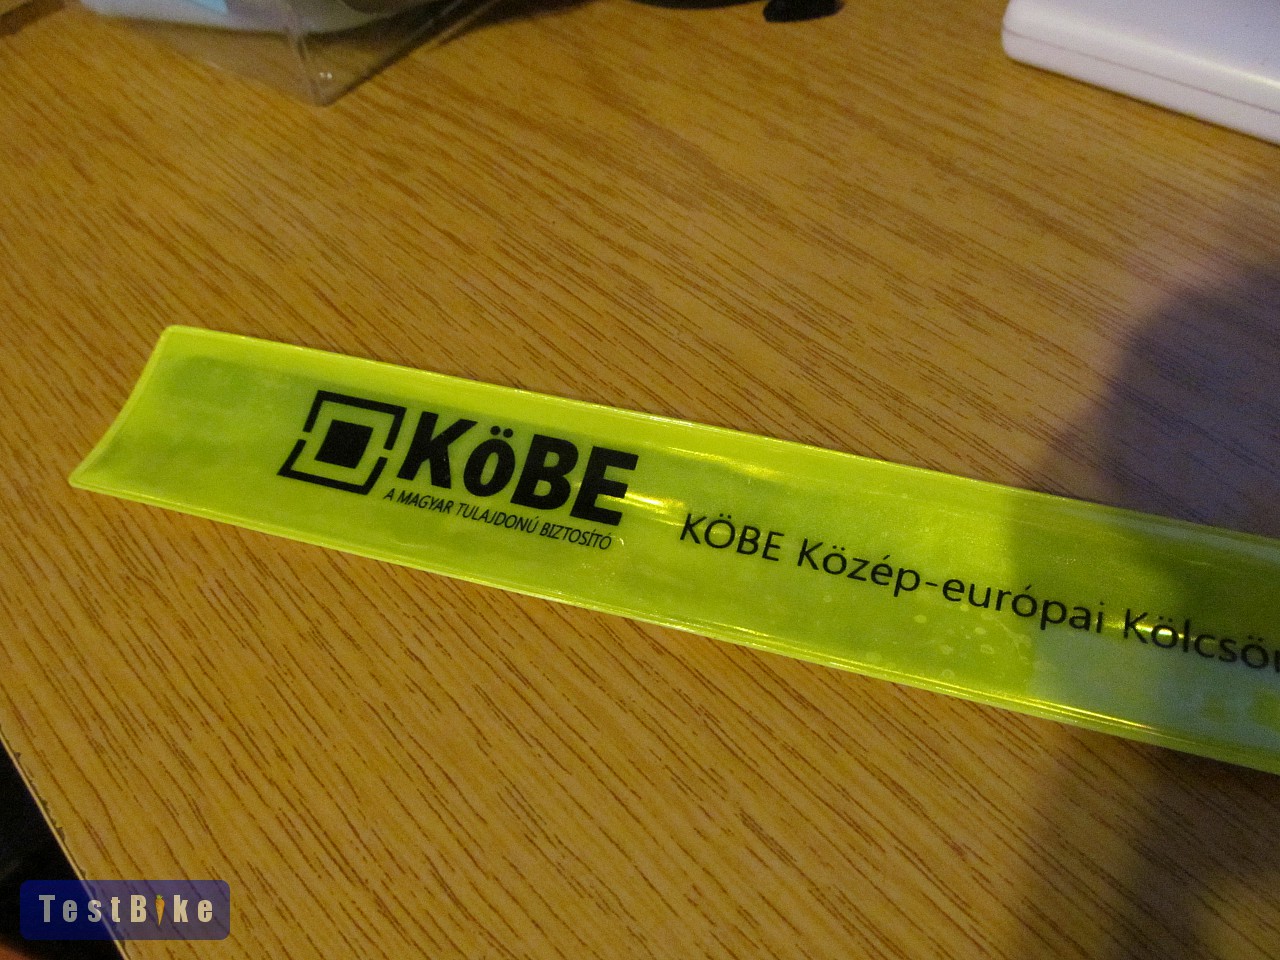 KöBE
A MAGYAR TULAJDONÚ BIZTOSÍTÓ
KÖBE Közép-európai
TestBike